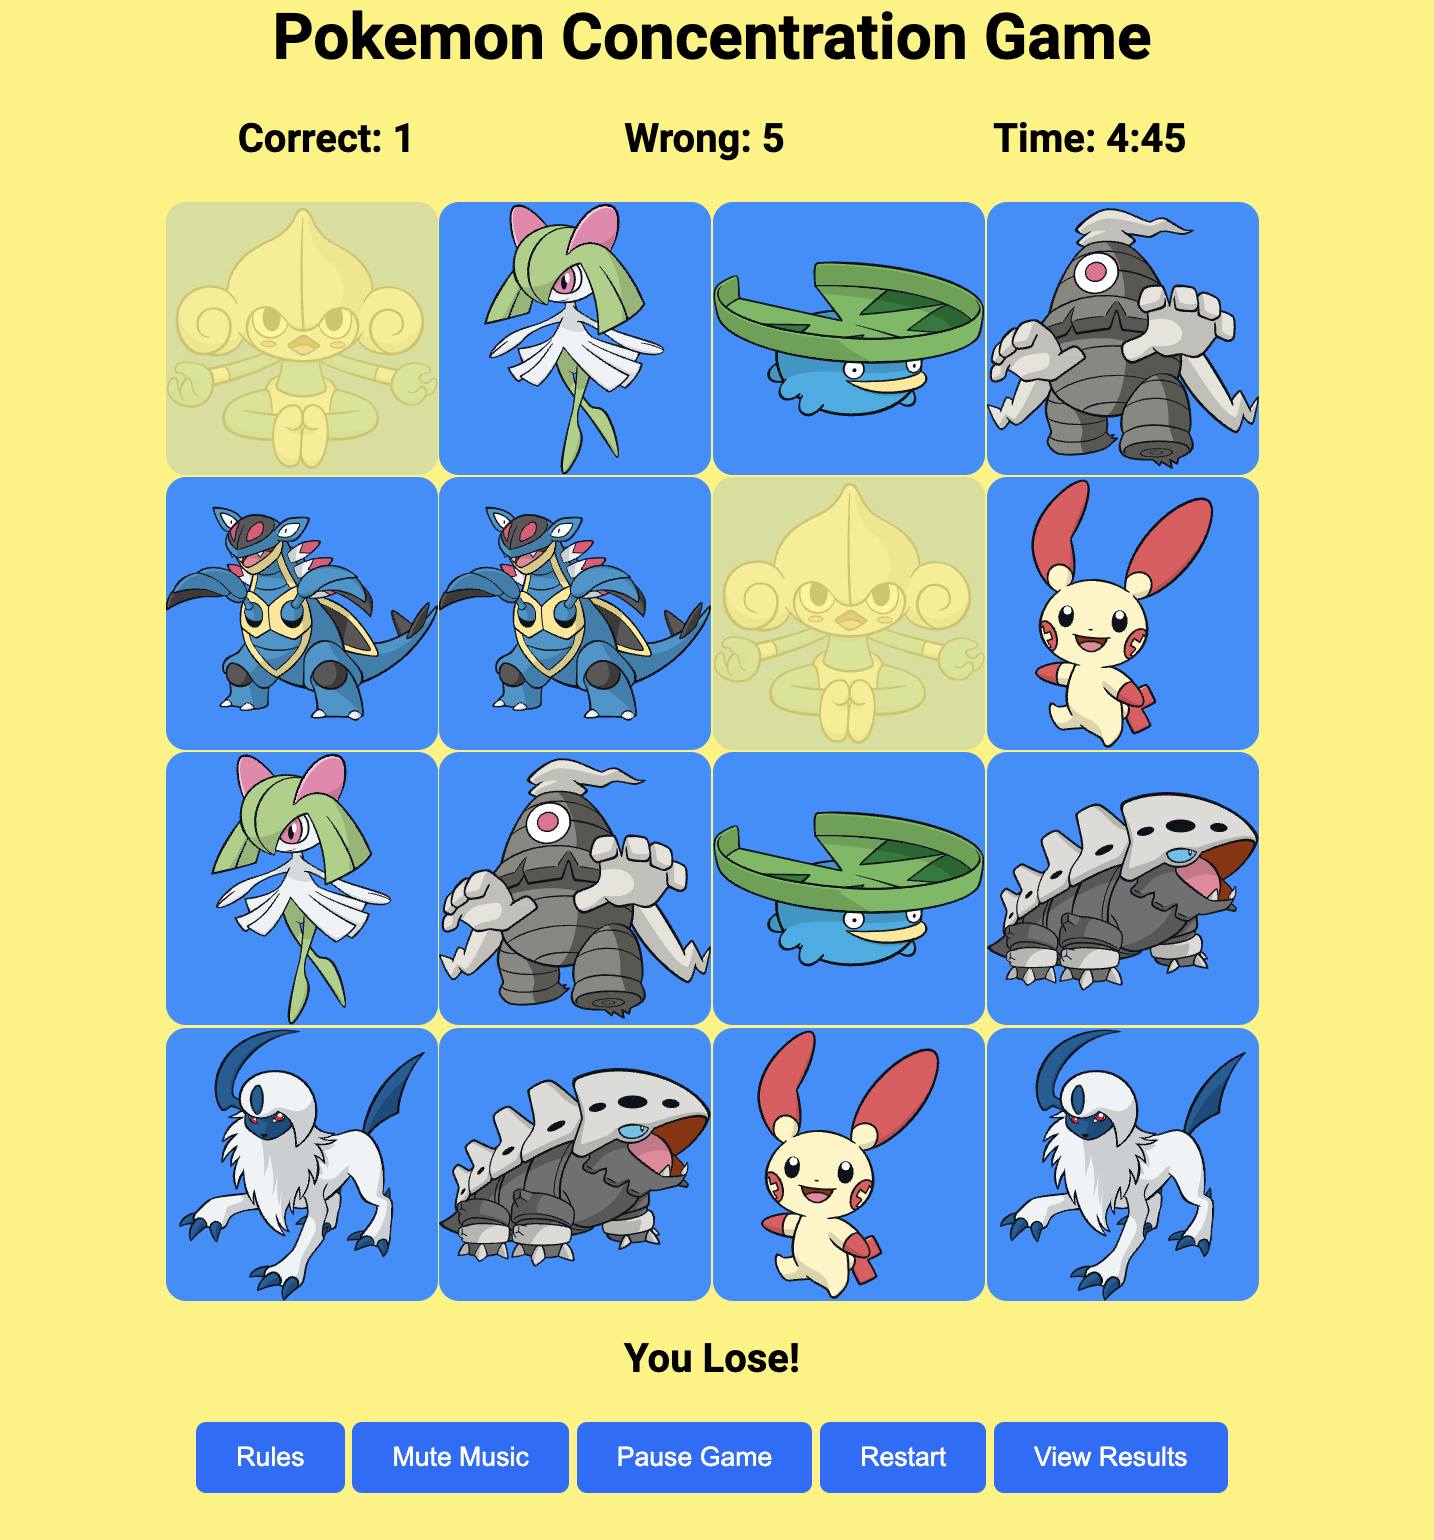 Pokemon Concentration Game
Correct: 1 Wrong: 5 Time: 4:45
You Lose!
Rules Mute Music Pause Game Restart View Results